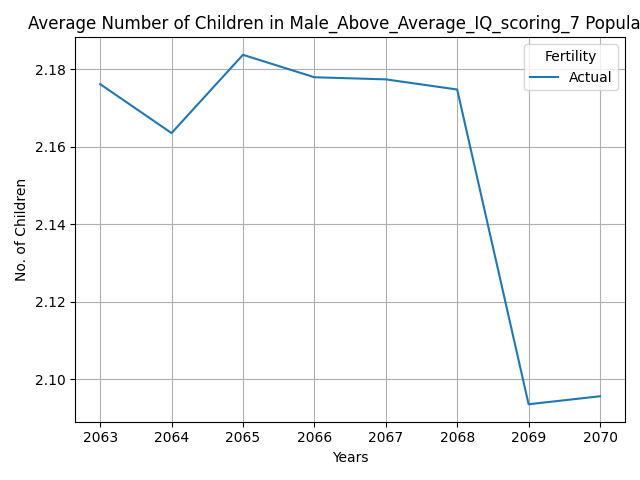 Average Number of Children in Male_Above_Average_IQ_scoring_7 Popula
Fertility
Actual
2.18
2.16
2.14
2.12
2.10
No. of Children
2063 2064 2065 2066 2067 2068 2069 2070
Years